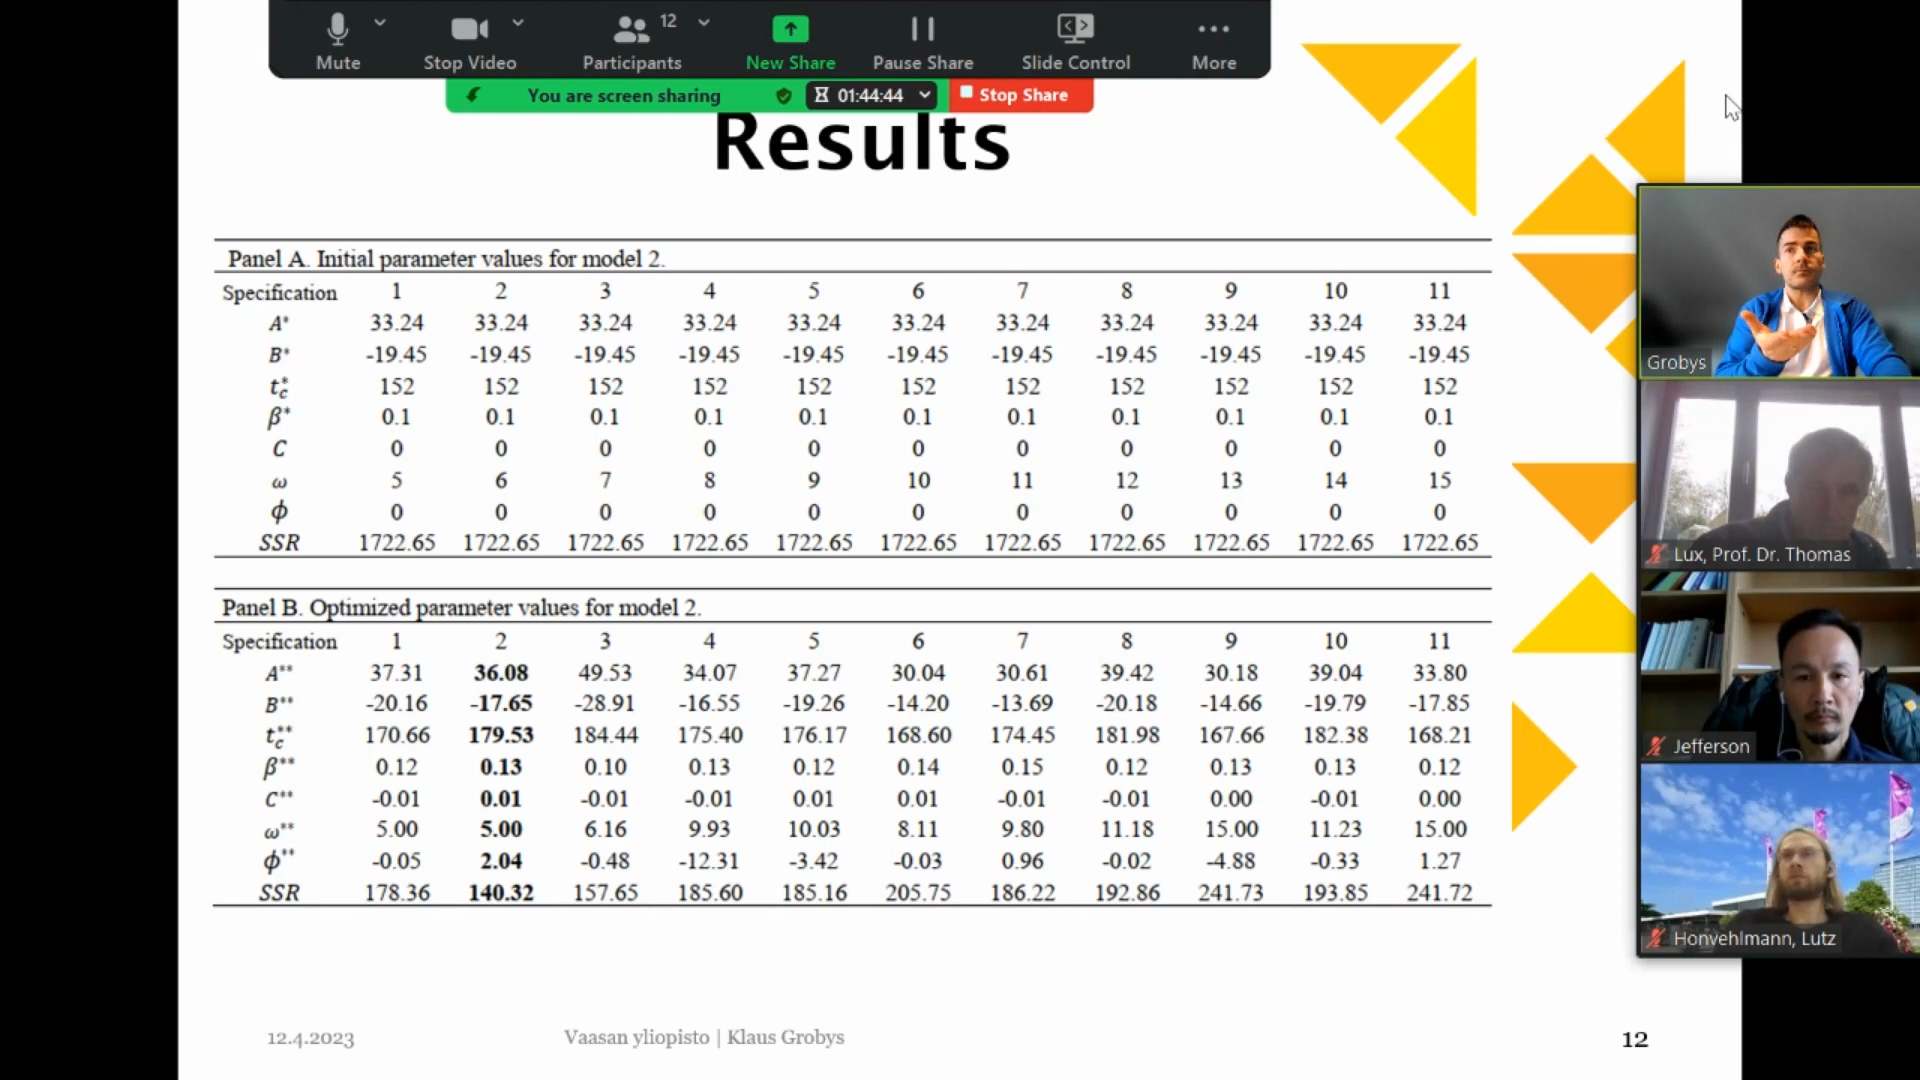 12
Mute
Stop Video
Participants
New Share
Pause Share
Slide Control
More
You are screen sharing
01:44:44
Stop Share
Results
Panel A. Initial parameter values for model 2.
Specification 1 2 3 4 5 6 7 8 9 10 11
A* 33.24 33.24 33.24 33.24 33.24 33.24 33.24 33.24 33.24 33.24 33.24
B* -19.45 -19.45 -19.45 -19.45 -19.45 -19.45 -19.45 -19.45 -19.45 -19.45 -19.45
t_c* 152 152 152 152 152 152 152 152 152 152 152
β* 0.1 0.1 0.1 0.1 0.1 0.1 0.1 0.1 0.1 0.1 0.1
C 0 0 0 0 0 0 0 0 0 0 0
ω 5 6 7 8 9 10 11 12 13 14 15
ϕ 0 0 0 0 0 0 0 0 0 0 0
SSR 1722.65 1722.65 1722.65 1722.65 1722.65 1722.65 1722.65 1722.65 1722.65 1722.65 1722.65
Panel B. Optimized parameter values for model 2.
Specification 1 2 3 4 5 6 7 8 9 10 11
A** 37.31 36.08 49.53 34.07 37.27 30.04 30.61 39.42 30.18 39.04 33.80
B** -20.16 -17.65 -28.91 -16.55 -19.26 -14.20 -13.69 -20.18 -14.66 -19.79 -17.85
t_c** 170.66 179.53 184.44 175.40 176.17 168.60 174.45 181.98 167.66 182.38 168.21
β** 0.12 0.13 0.10 0.13 0.12 0.14 0.15 0.12 0.13 0.13 0.12
C** -0.01 0.01 -0.01 -0.01 0.01 0.01 -0.01 -0.01 0.00 -0.01 0.00
ω** 5.00 5.00 6.16 9.93 10.03 8.11 9.80 11.18 15.00 11.23 15.00
ϕ** -0.05 2.04 -0.48 -12.31 -3.42 -0.03 0.96 -0.02 -4.88 -0.33 1.27
SSR 178.36 140.32 157.65 185.60 185.16 205.75 186.22 192.86 241.73 193.85 241.72
12.4.2023
Vaasan yliopisto | Klaus Grobys
12
Grobys
Lux, Prof. Dr. Thomas
Jefferson
Honvehlmann, Lutz